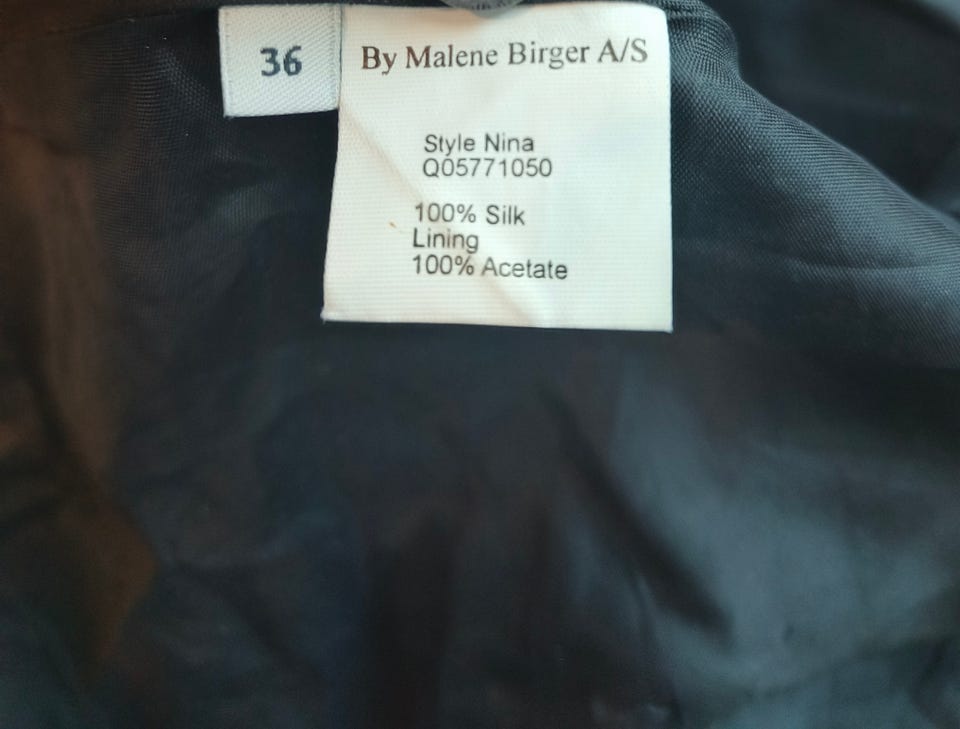 36
By Malene Birger A/S
Style Nina
Q05771050
100% Silk
Lining
100% Acetate